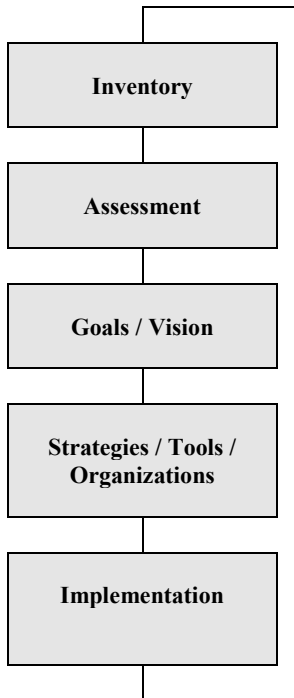 Inventory
Assessment
Goals / Vision
Strategies / Tools /
Organizations
Implementation